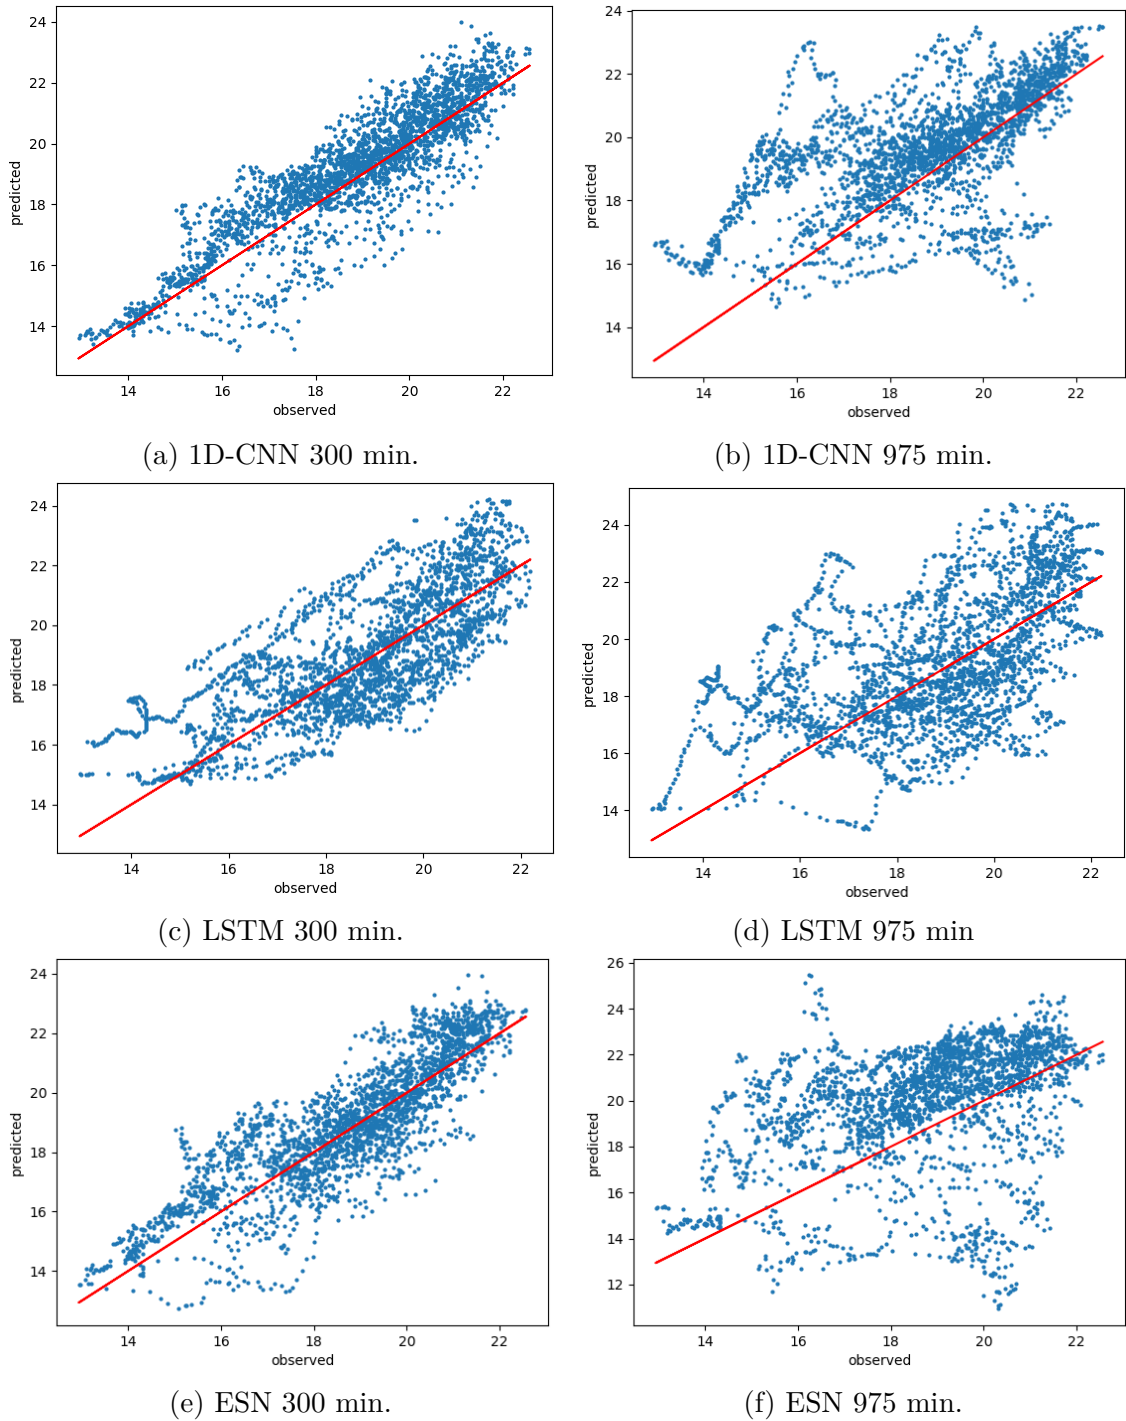 24
22
20
18
16
14
predicted
14 16 18 20 22
observed
(a) 1D-CNN 300 min.
24
22
20
18
16
14
predicted
14 16 18 20 22
observed
(b) 1D-CNN 975 min.
24
22
20
18
16
14
predicted
14 16 18 20 22
observed
(c) LSTM 300 min.
24
22
20
18
16
14
predicted
14 16 18 20 22
observed
(d) LSTM 975 min
24
22
20
18
16
14
predicted
14 16 18 20 22
observed
(e) ESN 300 min.
26
24
22
20
18
16
14
12
predicted
14 16 18 20 22
observed
(f) ESN 975 min.